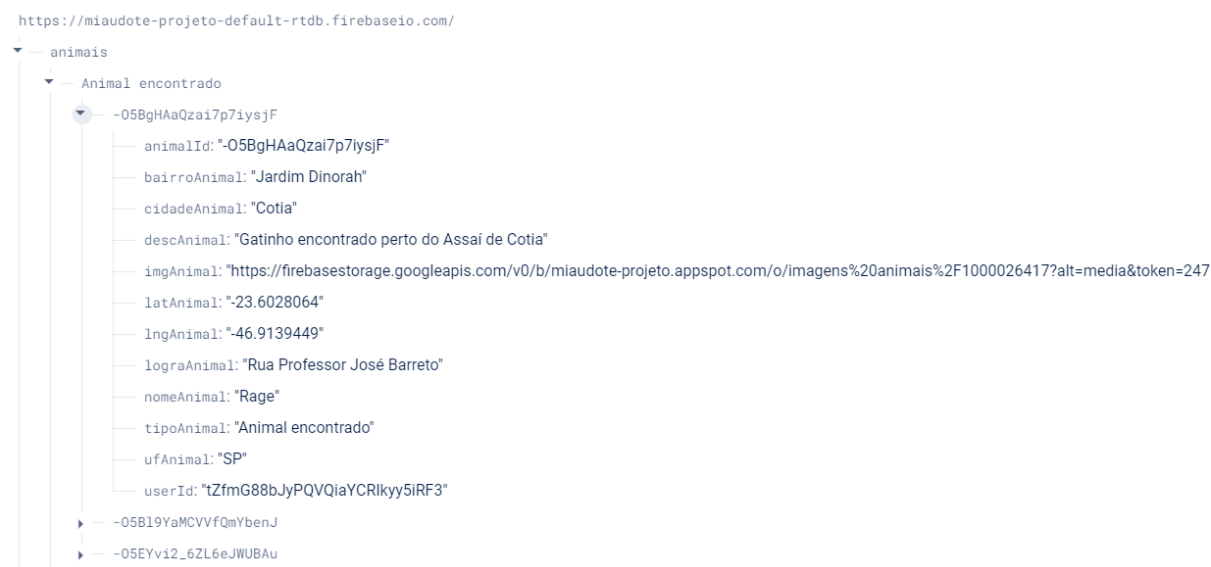 https://miaudote-projeto-default-rtdb.firebaseio.com/
animais
Animal encontrado
-O5BgHAaQzai7p7iysjF
animalId: "-O5BgHAaQzai7p7iysjF"
bairroAnimal: "Jardim Dinorah"
cidadeAnimal: "Cotia"
descAnimal: "Gatinho encontrado perto do Assaí de Cotia"
imgAnimal: "https://firebasestorage.googleapis.com/v0/b/miaudote-projeto.appspot.com/o/imagens%20animais%2F1000026417?alt=media&token=247
latAnimal: "-23.6028064"
lngAnimal: "-46.9139449"
lograAnimal: "Rua Professor José Barreto"
nomeAnimal: "Rage"
tipoAnimal: "Animal encontrado"
ufAnimal: "SP"
userId: "tZfmG88bJyPQVQiaYCRlkyy5iRF3"
-O5Bl9YaMCVVfQmYbenJ
-O5EYvi2_6ZL6eJWUBAu